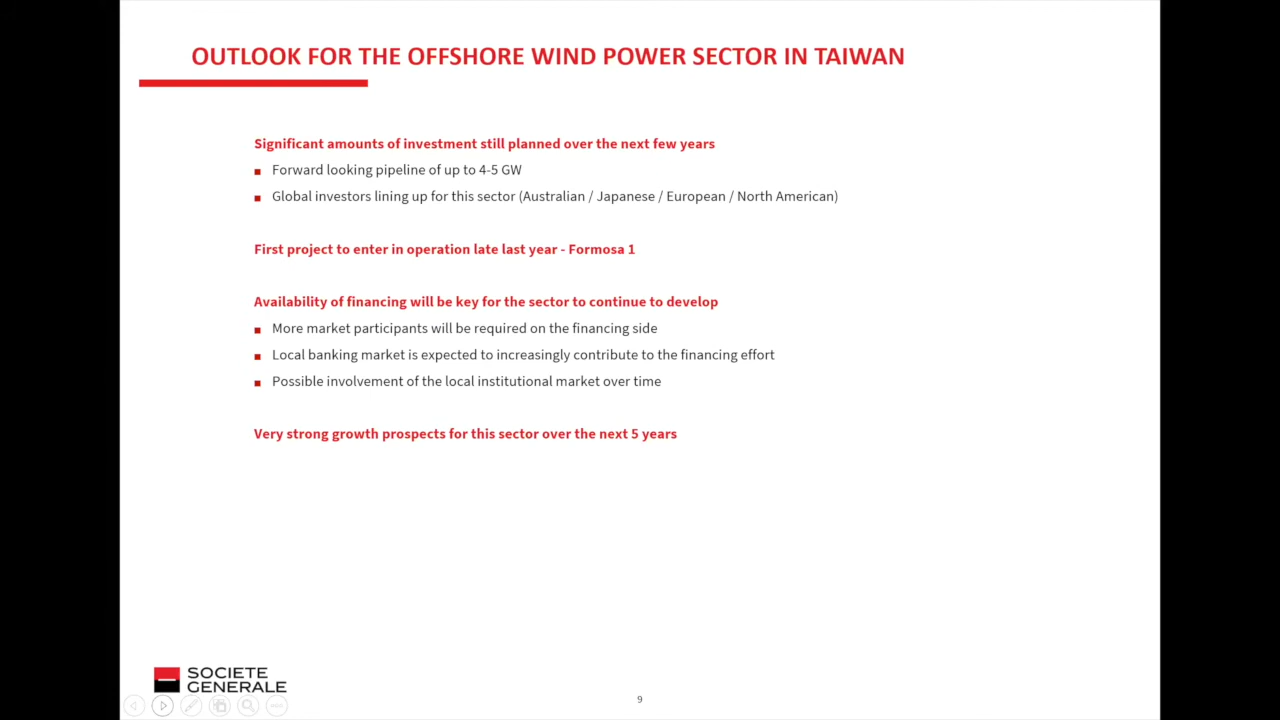 OUTLOOK FOR THE OFFSHORE WIND POWER SECTOR IN TAIWAN
Significant amounts of investment still planned over the next few years
Forward looking pipeline of up to 4-5 GW
Global investors lining up for this sector (Australian / Japanese / European / North American)
First project to enter in operation late last year - Formosa 1
Availability of financing will be key for the sector to continue to develop
More market participants will be required on the financing side
Local banking market is expected to increasingly contribute to the financing effort
Possible involvement of the local institutional market over time
Very strong growth prospects for this sector over the next 5 years
SOCIETE
GENERALE
9